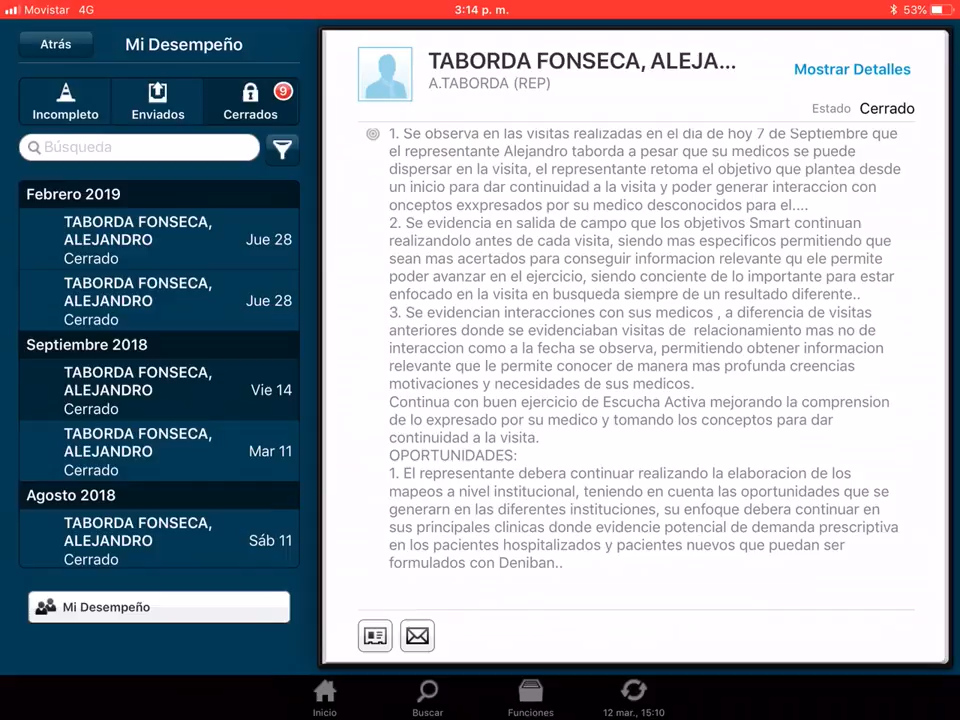 Movistar 4G 3:14 p. m. 53%
Atrás Mi Desempeño
Incompleto Enviados Cerrados 9
Búsqueda
Febrero 2019
TABORDA FONSECA,
ALEJANDRO Jue 28
Cerrado
TABORDA FONSECA,
ALEJANDRO Jue 28
Cerrado
Septiembre 2018
TABORDA FONSECA,
ALEJANDRO Vie 14
Cerrado
TABORDA FONSECA,
ALEJANDRO Mar 11
Cerrado
Agosto 2018
TABORDA FONSECA,
ALEJANDRO Sáb 11
Cerrado
Mi Desempeño
TABORDA FONSECA, ALEJA...
A.TABORDA (REP)
Mostrar Detalles
Estado Cerrado
1. Se observa en las visitas realizadas en el dia de hoy 7 de Septiembre que
el representante Alejandro taborda a pesar que su medicos se puede
dispersar en la visita, el representante retoma el objetivo que plantea desde
un inicio para dar continuidad a la visita y poder generar interaccion con
onceptos exxpresados por su medico desconocidos para el....
2. Se evidencia en salida de campo que los objetivos Smart continuan
realizandolo antes de cada visita, siendo mas especificos permitiendo que
sean mas acertados para conseguir informacion relevante qu ele permite
poder avanzar en el ejercicio, siendo conciente de lo importante para estar
enfocado en la visita en busqueda siempre de un resultado diferente..
3. Se evidencian interacciones con sus medicos , a diferencia de visitas
anteriores donde se evidenciaban visitas de relacionamiento mas no de
interaccion como a la fecha se observa, permitiendo obtener informacion
relevante que le permite conocer de manera mas profunda creencias
motivaciones y necesidades de sus medicos.
Continua con buen ejercicio de Escucha Activa mejorando la comprension
de lo expresado por su medico y tomando los conceptos para dar
continuidad a la visita.
OPORTUNIDADES:
1. El representante debera continuar realizando la elaboracion de los
mapeos a nivel institucional, teniendo en cuenta las oportunidades que se
generarn en las diferentes instituciones, su enfoque debera continuar en
sus principales clinicas donde evidencie potencial de demanda prescriptiva
en los pacientes hospitalizados y pacientes nuevos que puedan ser
formulados con Deniban..
Inicio Buscar Funciones 12 mar., 15:10